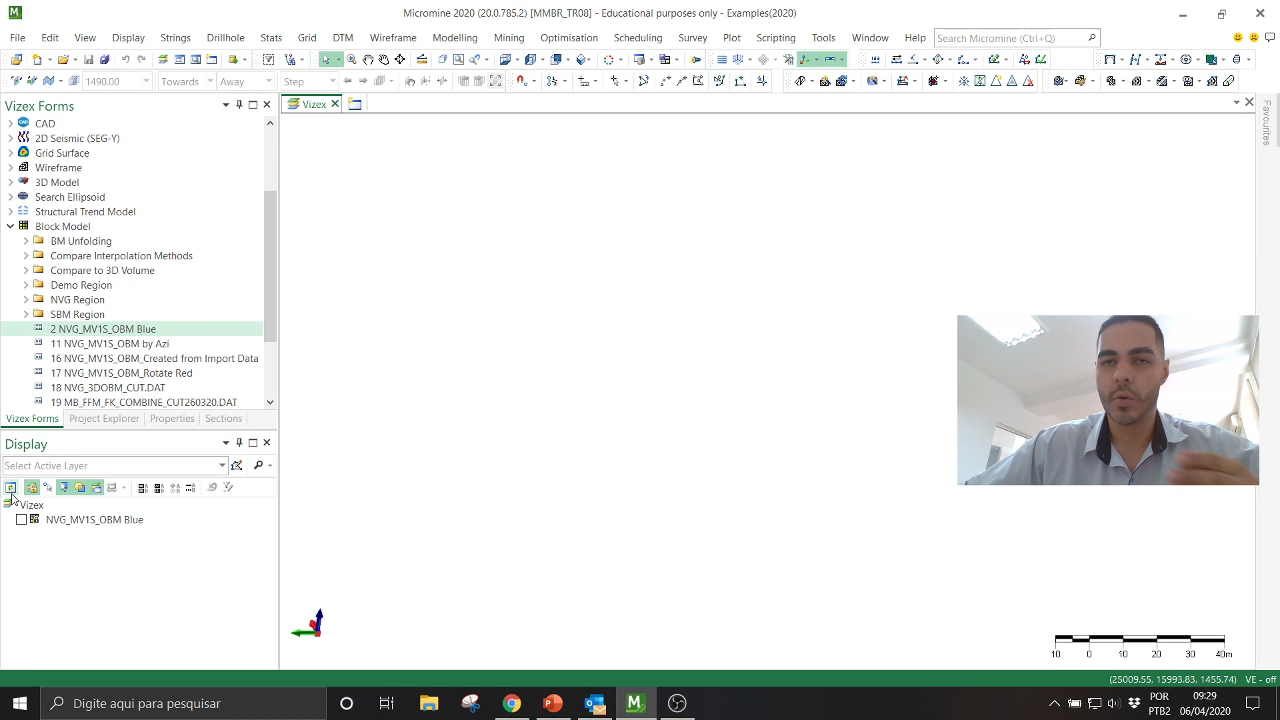 Micromine 2020 (20.0.785.2) [MMBR_TR08] - Educational purposes only - Examples(2020)
File Edit View Display Strings Drillhole Stats Grid DTM Wireframe Modelling Mining Optimisation Scheduling Survey Plot Scripting Tools Window Help Search Micromine (Ctrl+Q)
1490.00 Towards Away Step
Vizex Forms
Vizex
Favourites
CAD
2D Seismic (SEG-Y)
Grid Surface
Wireframe
3D Model
Search Ellipsoid
Structural Trend Model
Block Model
BM Unfolding
Compare Interpolation Methods
Compare to 3D Volume
Demo Region
NVG Region
SBM Region
2 NVG_MV1S_OBM Blue
11 NVG_MV1S_OBM by Azi
16 NVG_MV1S_OBM_Created from Import Data
17 NVG_MV1S_OBM_Rotate Red
18 NVG_3DOBM_CUT.DAT
19 MB_FFM_FK_COMBINE_CUT260320.DAT
Vizex Forms Project Explorer Properties Sections
Display
Select Active Layer
Vizex
NVG_MV1S_OBM Blue
10 0 10 20 30 40m
(25009.55, 15993.83, 1455.74) VE - off
Digite aqui para pesquisar
POR 09:29
PTB2 06/04/2020